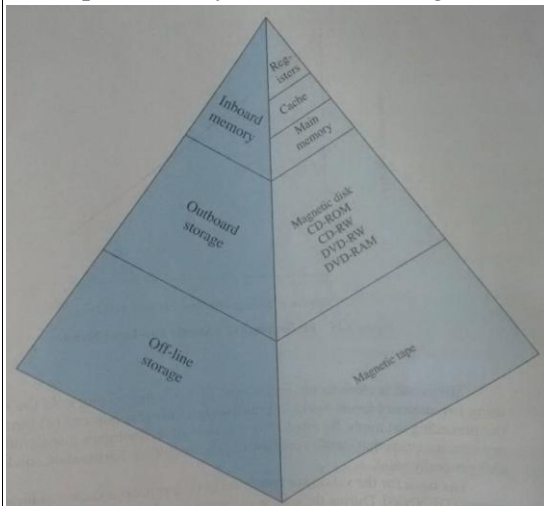 Inboard
memory
Reg-
isters
Cache
Main
memory
Outboard
storage
Magnetic disk
CD-ROM
CD-RW
DVD-RW
DVD-RAM
Off-line
storage
Magnetic tape